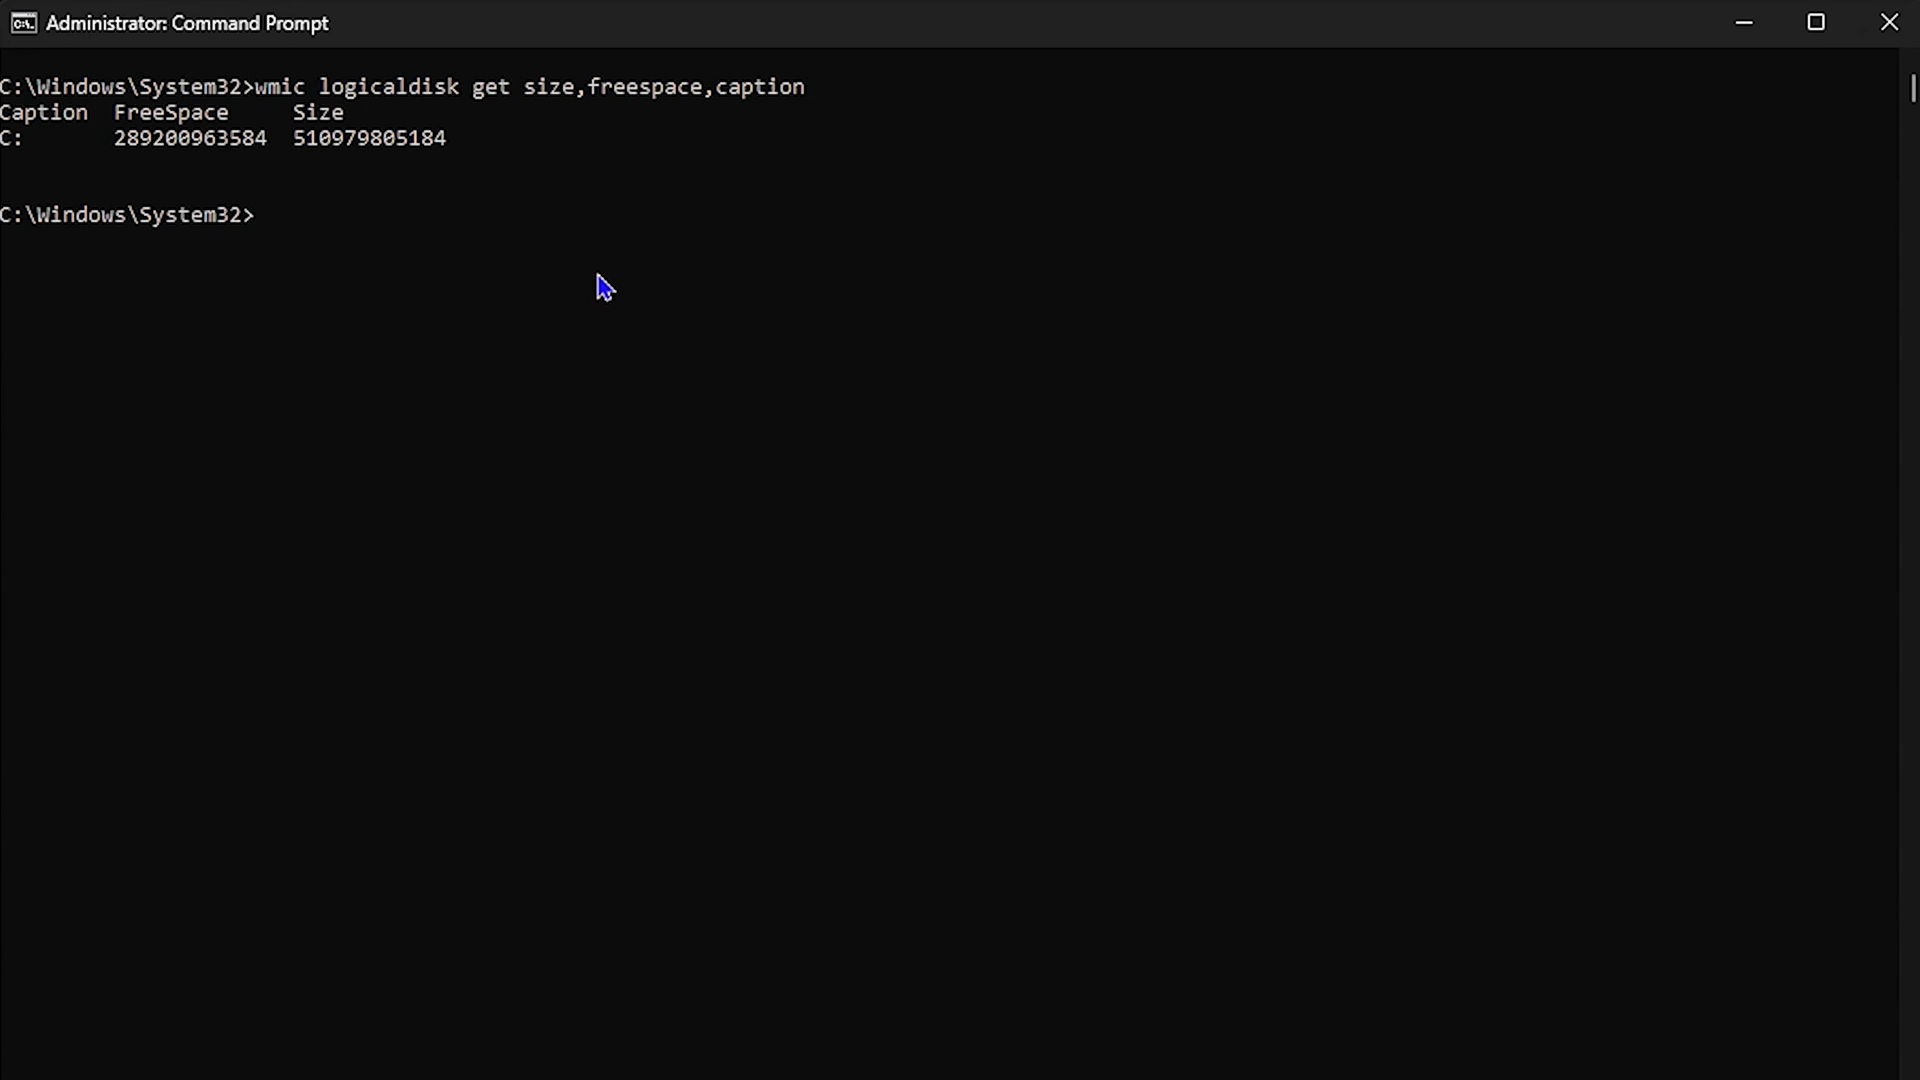 Administrator: Command Prompt
C:\Windows\System32>wmic logicaldisk get size,freespace,caption
Caption  FreeSpace     Size
C:       289200963584  510979805184
C:\Windows\System32>